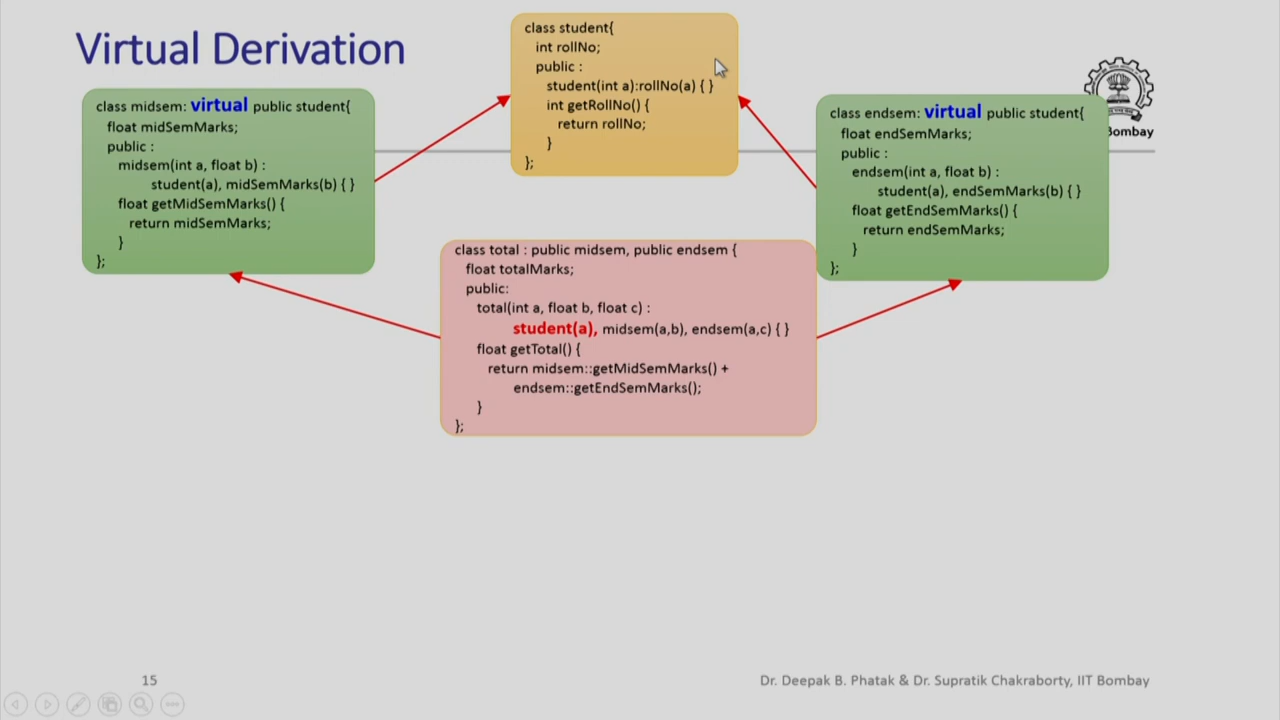 Virtual Derivation
class student{
int rollNo;
public :
student(int a):rollNo(a) { }
int getRollNo() {
return rollNo;
}
};
class midsem: virtual public student{
float midSemMarks;
public :
midsem(int a, float b) :
student(a), midSemMarks(b) { }
float getMidSemMarks() {
return midSemMarks;
}
};
class endsem: virtual public student{
float endSemMarks;
public :
endsem(int a, float b) :
student(a), endSemMarks(b) { }
float getEndSemMarks() {
return endSemMarks;
}
};
Bombay
class total : public midsem, public endsem {
float totalMarks;
public:
total(int a, float b, float c) :
student(a), midsem(a,b), endsem(a,c) { }
float getTotal() {
return midsem::getMidSemMarks() +
endsem::getEndSemMarks();
}
};
15
Dr. Deepak B. Phatak & Dr. Supratik Chakraborty, IIT Bombay